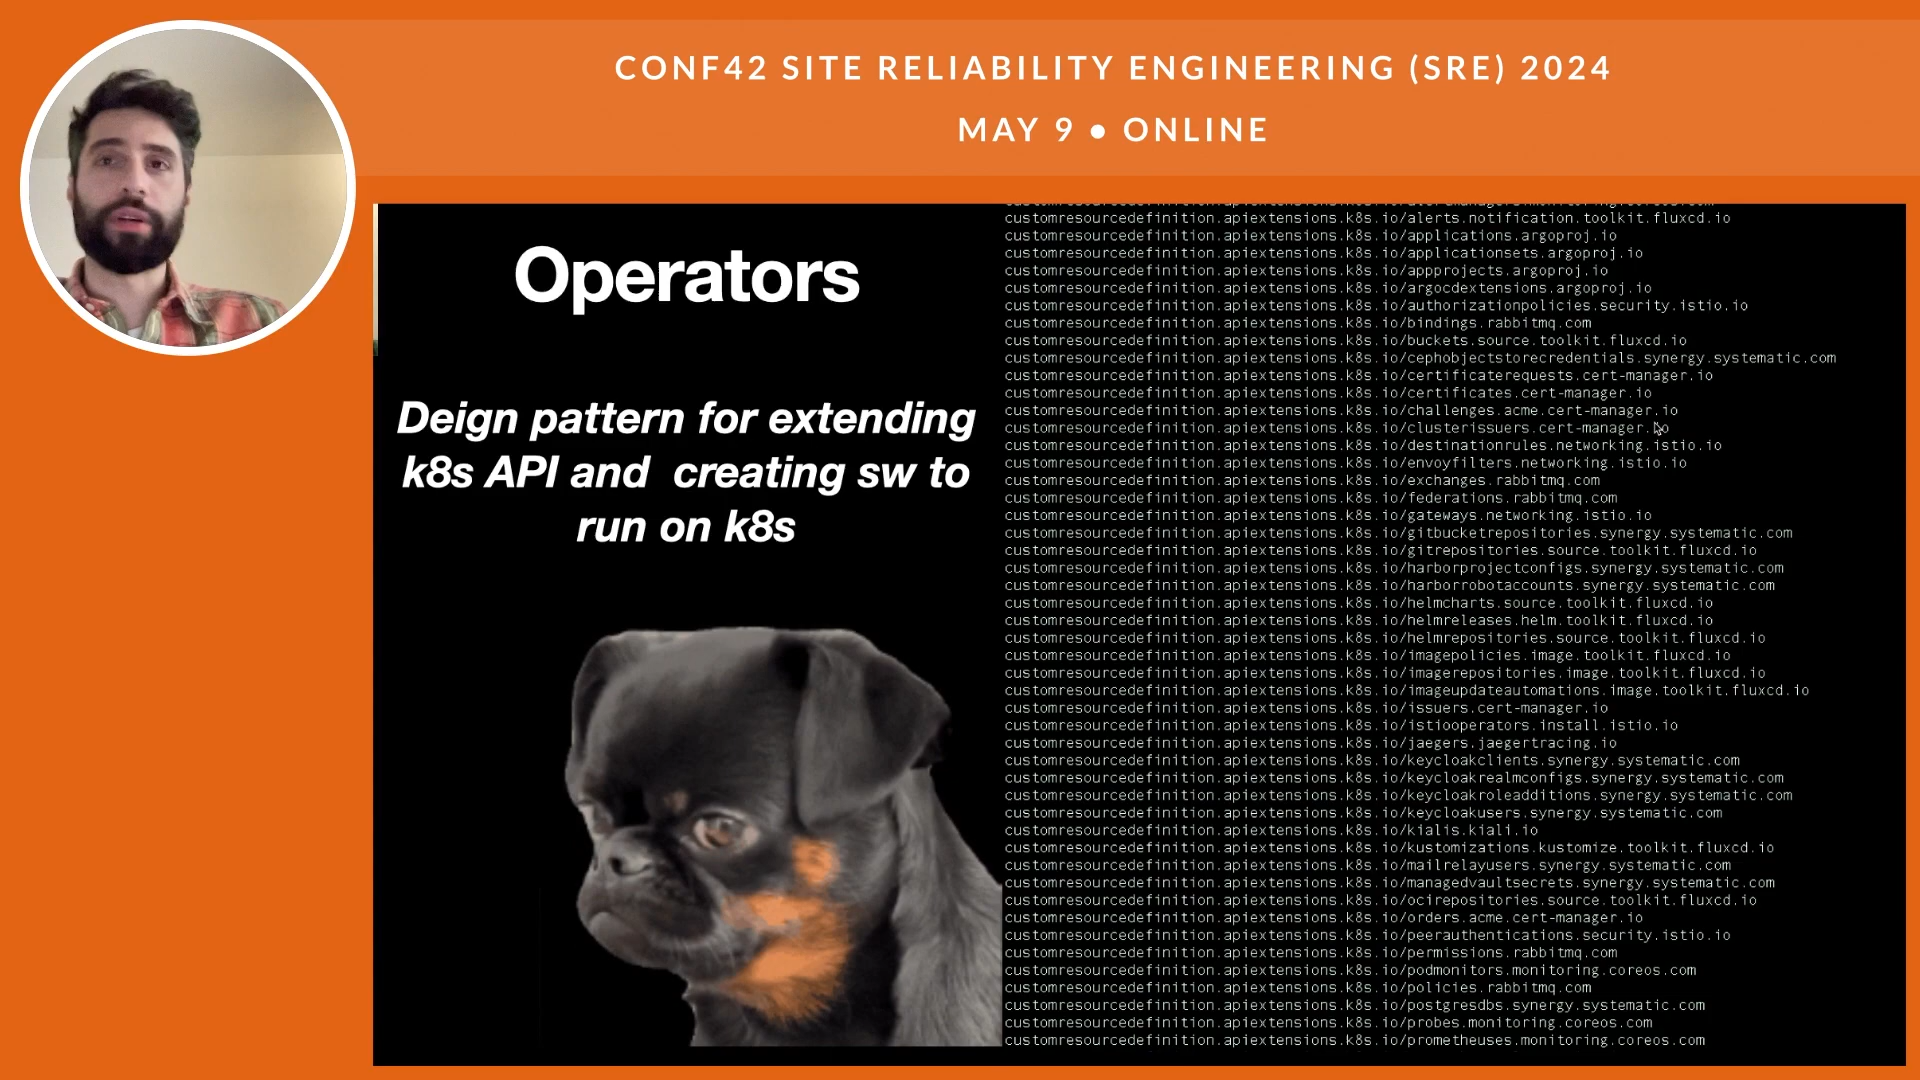 CONF42 SITE RELIABILITY ENGINEERING (SRE) 2024
MAY 9 • ONLINE
Operators
Deign pattern for extending
k8s API and creating sw to
run on k8s
customresourcedefinition.apiextensions.k8s.io/alerts.notification.toolkit.fluxcd.io
customresourcedefinition.apiextensions.k8s.io/applications.argoproj.io
customresourcedefinition.apiextensions.k8s.io/applicationsets.argoproj.io
customresourcedefinition.apiextensions.k8s.io/appprojects.argoproj.io
customresourcedefinition.apiextensions.k8s.io/argocdextensions.argoproj.io
customresourcedefinition.apiextensions.k8s.io/authorizationpolicies.security.istio.io
customresourcedefinition.apiextensions.k8s.io/bindings.rabbitmq.com
customresourcedefinition.apiextensions.k8s.io/buckets.source.toolkit.fluxcd.io
customresourcedefinition.apiextensions.k8s.io/cephobjectstorecredentials.synergy.systematic.com
customresourcedefinition.apiextensions.k8s.io/certificaterequests.cert-manager.io
customresourcedefinition.apiextensions.k8s.io/certificates.cert-manager.io
customresourcedefinition.apiextensions.k8s.io/challenges.acme.cert-manager.io
customresourcedefinition.apiextensions.k8s.io/clusterissuers.cert-manager.io
customresourcedefinition.apiextensions.k8s.io/destinationrules.networking.istio.io
customresourcedefinition.apiextensions.k8s.io/envoyfilters.networking.istio.io
customresourcedefinition.apiextensions.k8s.io/exchanges.rabbitmq.com
customresourcedefinition.apiextensions.k8s.io/federations.rabbitmq.com
customresourcedefinition.apiextensions.k8s.io/gateways.networking.istio.io
customresourcedefinition.apiextensions.k8s.io/gitbucketrepositories.synergy.systematic.com
customresourcedefinition.apiextensions.k8s.io/gitrepositories.source.toolkit.fluxcd.io
customresourcedefinition.apiextensions.k8s.io/harborprojectconfigs.synergy.systematic.com
customresourcedefinition.apiextensions.k8s.io/harborrobotaccounts.synergy.systematic.com
customresourcedefinition.apiextensions.k8s.io/helmcharts.source.toolkit.fluxcd.io
customresourcedefinition.apiextensions.k8s.io/helmreleases.helm.toolkit.fluxcd.io
customresourcedefinition.apiextensions.k8s.io/helmrepositories.source.toolkit.fluxcd.io
customresourcedefinition.apiextensions.k8s.io/imagepolicies.image.toolkit.fluxcd.io
customresourcedefinition.apiextensions.k8s.io/imagerepositories.image.toolkit.fluxcd.io
customresourcedefinition.apiextensions.k8s.io/imageupdateautomations.image.toolkit.fluxcd.io
customresourcedefinition.apiextensions.k8s.io/issuers.cert-manager.io
customresourcedefinition.apiextensions.k8s.io/istiooperators.install.istio.io
customresourcedefinition.apiextensions.k8s.io/jaegers.jaegertracing.io
customresourcedefinition.apiextensions.k8s.io/keycloakclients.synergy.systematic.com
customresourcedefinition.apiextensions.k8s.io/keycloakrealmconfigs.synergy.systematic.com
customresourcedefinition.apiextensions.k8s.io/keycloakroleadditions.synergy.systematic.com
customresourcedefinition.apiextensions.k8s.io/keycloakusers.synergy.systematic.com
customresourcedefinition.apiextensions.k8s.io/kialis.kiali.io
customresourcedefinition.apiextensions.k8s.io/kustomizations.kustomize.toolkit.fluxcd.io
customresourcedefinition.apiextensions.k8s.io/mailrelayusers.synergy.systematic.com
customresourcedefinition.apiextensions.k8s.io/managedvaultsecrets.synergy.systematic.com
customresourcedefinition.apiextensions.k8s.io/ocirepositories.source.toolkit.fluxcd.io
customresourcedefinition.apiextensions.k8s.io/orders.acme.cert-manager.io
customresourcedefinition.apiextensions.k8s.io/peerauthentications.security.istio.io
customresourcedefinition.apiextensions.k8s.io/permissions.rabbitmq.com
customresourcedefinition.apiextensions.k8s.io/podmonitors.monitoring.coreos.com
customresourcedefinition.apiextensions.k8s.io/policies.rabbitmq.com
customresourcedefinition.apiextensions.k8s.io/postgresdbs.synergy.systematic.com
customresourcedefinition.apiextensions.k8s.io/probes.monitoring.coreos.com
customresourcedefinition.apiextensions.k8s.io/prometheuses.monitoring.coreos.com